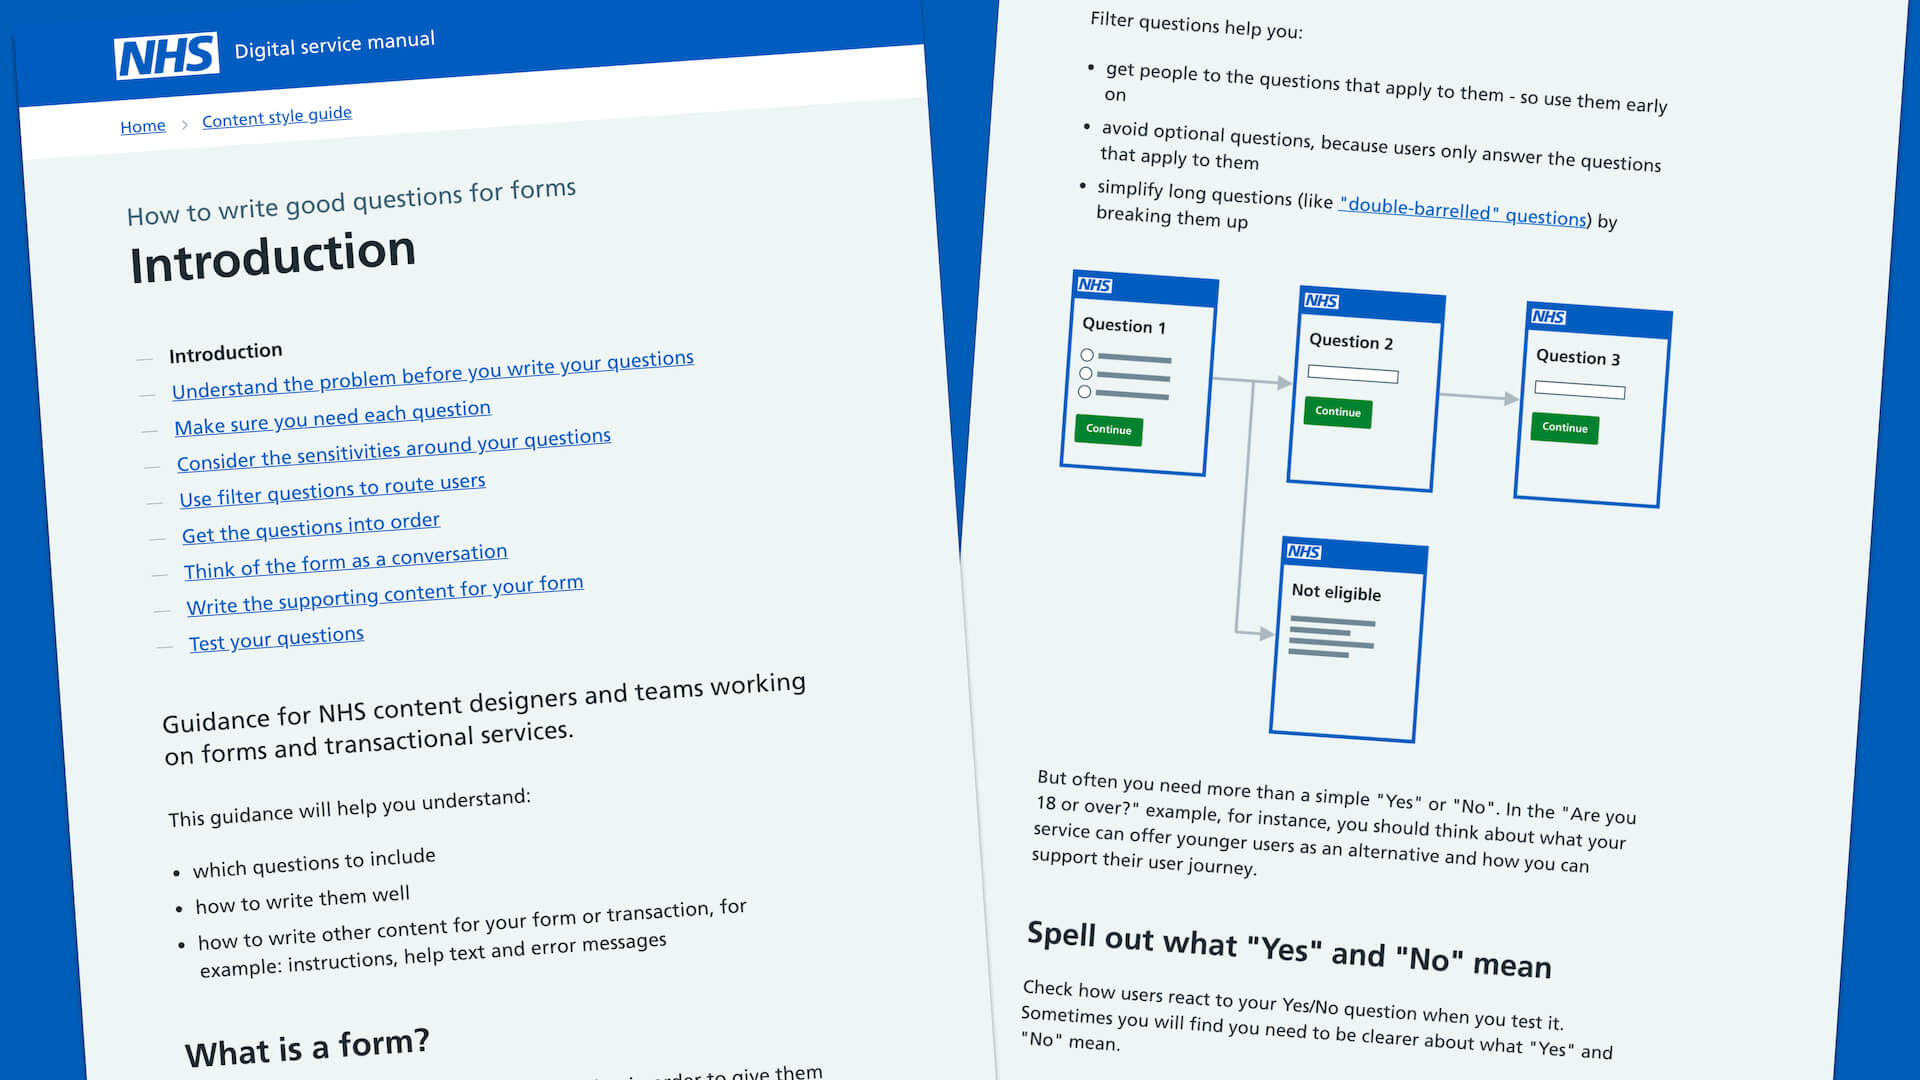 NHS Digital service manual
Home > Content style guide
How to write good questions for forms
Introduction
— Introduction
— Understand the problem before you write your questions
— Make sure you need each question
— Consider the sensitivities around your questions
— Use filter questions to route users
— Get the questions into order
— Think of the form as a conversation
— Write the supporting content for your form
— Test your questions
Guidance for NHS content designers and teams working
on forms and transactional services.
This guidance will help you understand:
• which questions to include
• how to write them well
• how to write other content for your form or transaction, for
example: instructions, help text and error messages
What is a form?
order to give them
Filter questions help you:
• get people to the questions that apply to them - so use them early
on
• avoid optional questions, because users only answer the questions
that apply to them
• simplify long questions (like "double-barrelled" questions) by
breaking them up
NHS
Question 1
Continue
NHS
Question 2
Continue
NHS
Question 3
Continue
NHS
Not eligible
But often you need more than a simple "Yes" or "No". In the "Are you
18 or over?" example, for instance, you should think about what your
service can offer younger users as an alternative and how you can
support their user journey.
Spell out what "Yes" and "No" mean
Check how users react to your Yes/No question when you test it.
Sometimes you will find you need to be clearer about what "Yes" and
"No" mean.